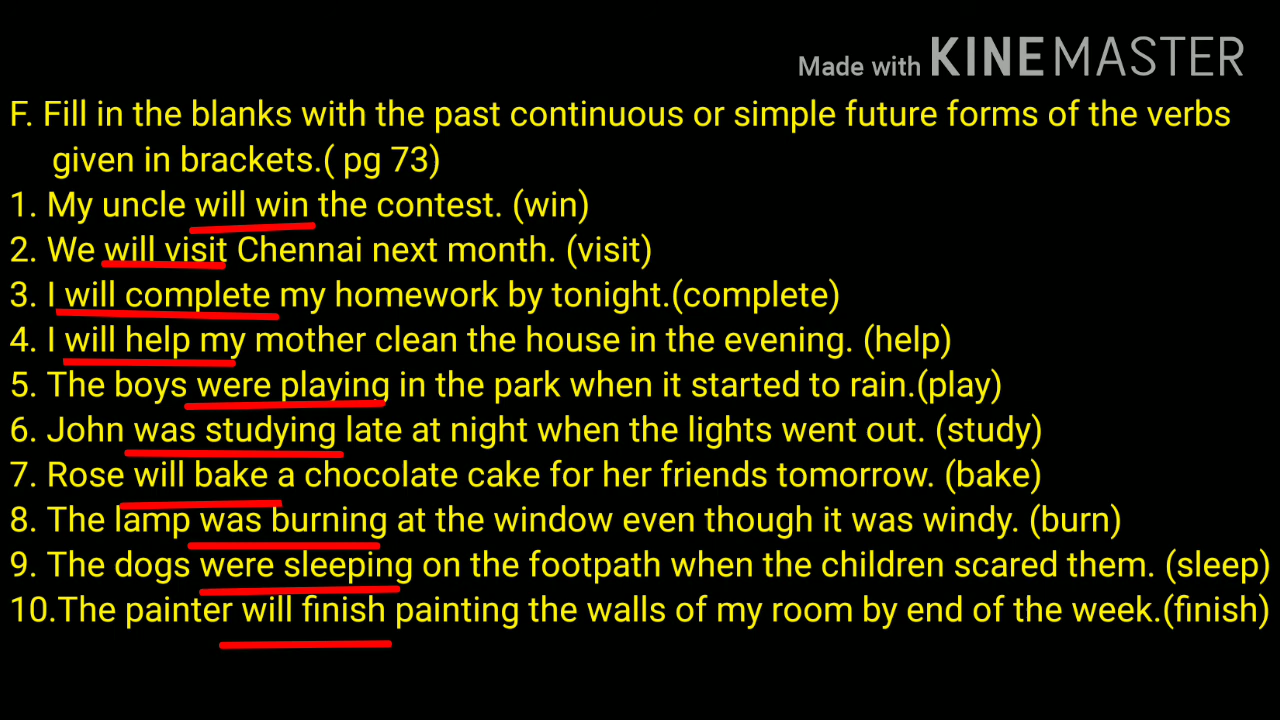 Made with KINEMASTER
F. Fill in the blanks with the past continuous or simple future forms of the verbs
given in brackets.( pg 73)
1. My uncle will win the contest. (win)
2. We will visit Chennai next month. (visit)
3. I will complete my homework by tonight.(complete)
4. I will help my mother clean the house in the evening. (help)
5. The boys were playing in the park when it started to rain.(play)
6. John was studying late at night when the lights went out. (study)
7. Rose will bake a chocolate cake for her friends tomorrow. (bake)
8. The lamp was burning at the window even though it was windy. (burn)
9. The dogs were sleeping on the footpath when the children scared them. (sleep)
10.The painter will finish painting the walls of my room by end of the week.(finish)